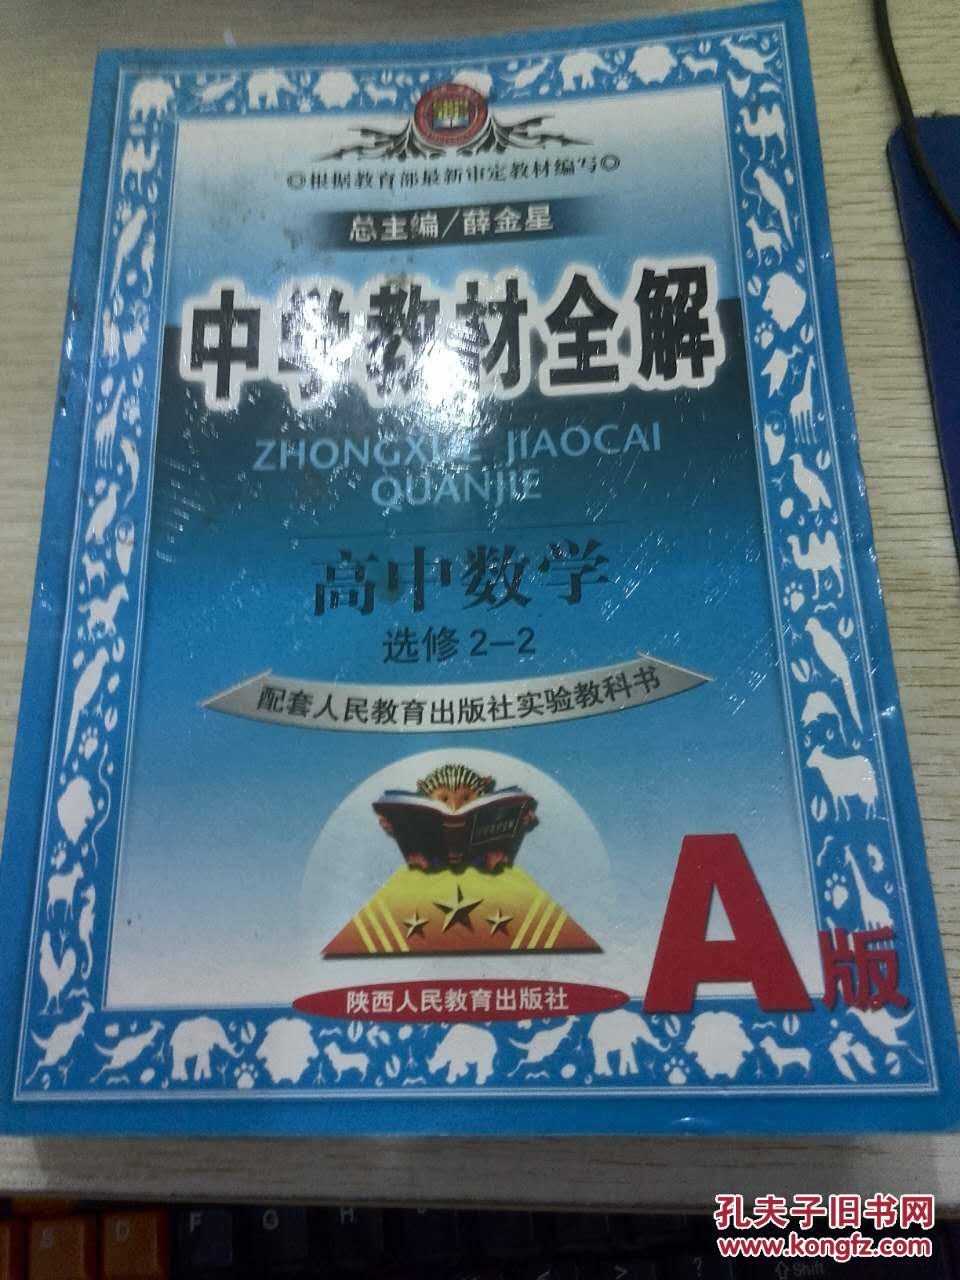 ◎根据教育部最新审定教材编写◎
总主编/薛金星
中学教材全解
ZHONGXUE JIAOCAI
QUANJIE
高中数学
选修2-2
配套人民教育出版社实验教科书
A版
陕西人民教育出版社
S D F G H
Shift
孔夫子旧书网
www.kongfz.com